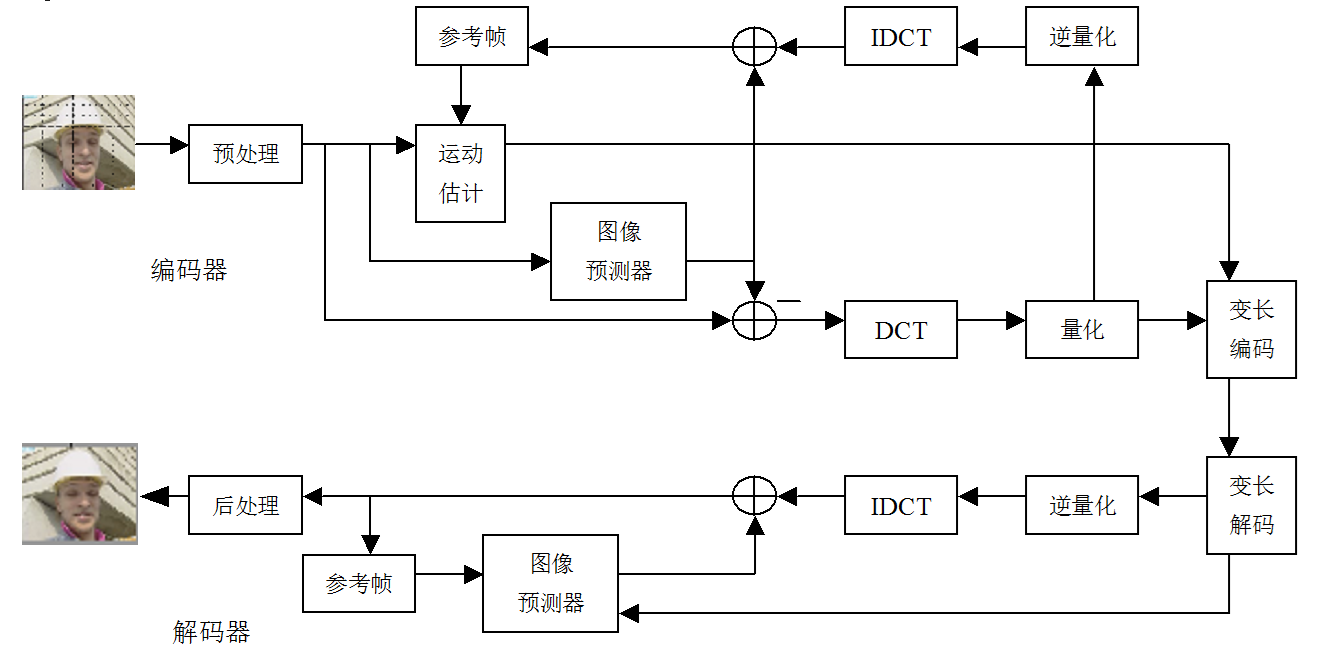 参考帧
IDCT
逆量化
预处理
运动
估计
图像
预测器
编码器
DCT
量化
变长
编码
后处理
IDCT
逆量化
变长
解码
参考帧
图像
预测器
解码器